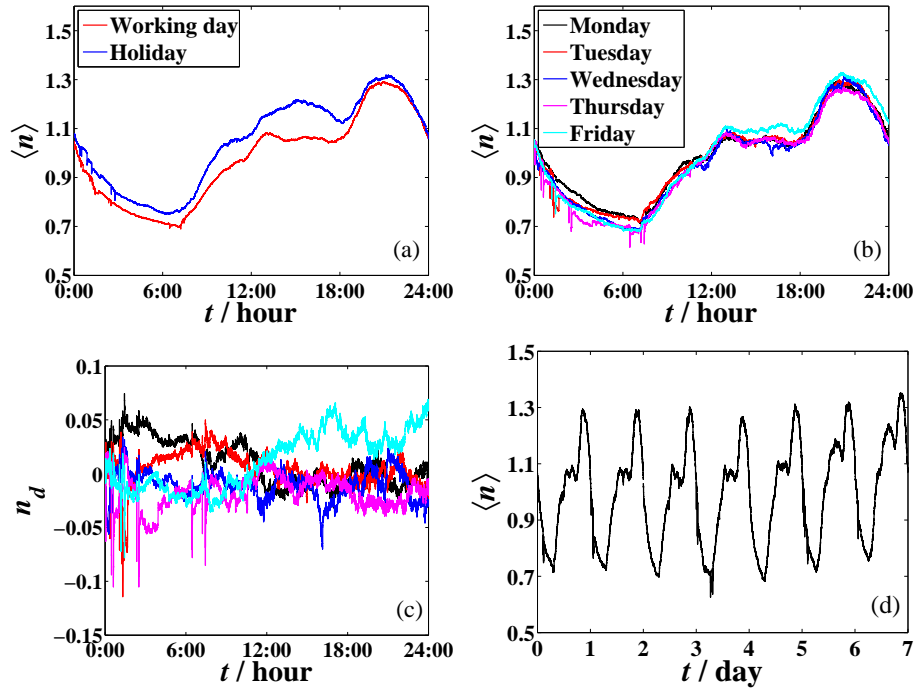 1.5
1.3
1.1
0.9
0.7
0.5
⟨n⟩
Working day
Holiday
(a)
0:00 6:00 12:00 18:00 24:00
t / hour
1.5
1.3
1.1
0.9
0.7
0.5
⟨n⟩
Monday
Tuesday
Wednesday
Thursday
Friday
(b)
0:00 6:00 12:00 18:00 24:00
t / hour
0.1
0.05
0
−0.05
−0.1
−0.15
n_d
(c)
0:00 6:00 12:00 18:00 24:00
t / hour
1.5
1.3
1.1
0.9
0.7
0.5
⟨n⟩
(d)
0 1 2 3 4 5 6 7
t / day